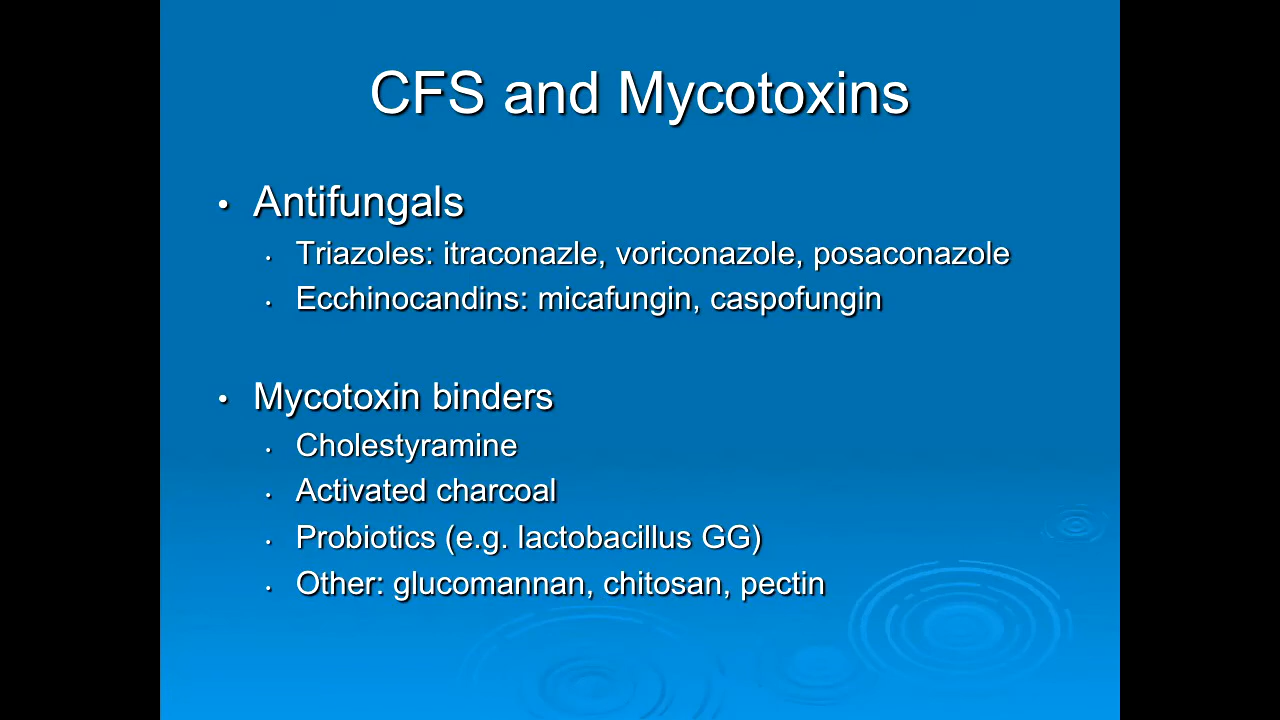 CFS and Mycotoxins
• Antifungals
• Triazoles: itraconazle, voriconazole, posaconazole
• Ecchinocandins: micafungin, caspofungin
• Mycotoxin binders
• Cholestyramine
• Activated charcoal
• Probiotics (e.g. lactobacillus GG)
• Other: glucomannan, chitosan, pectin